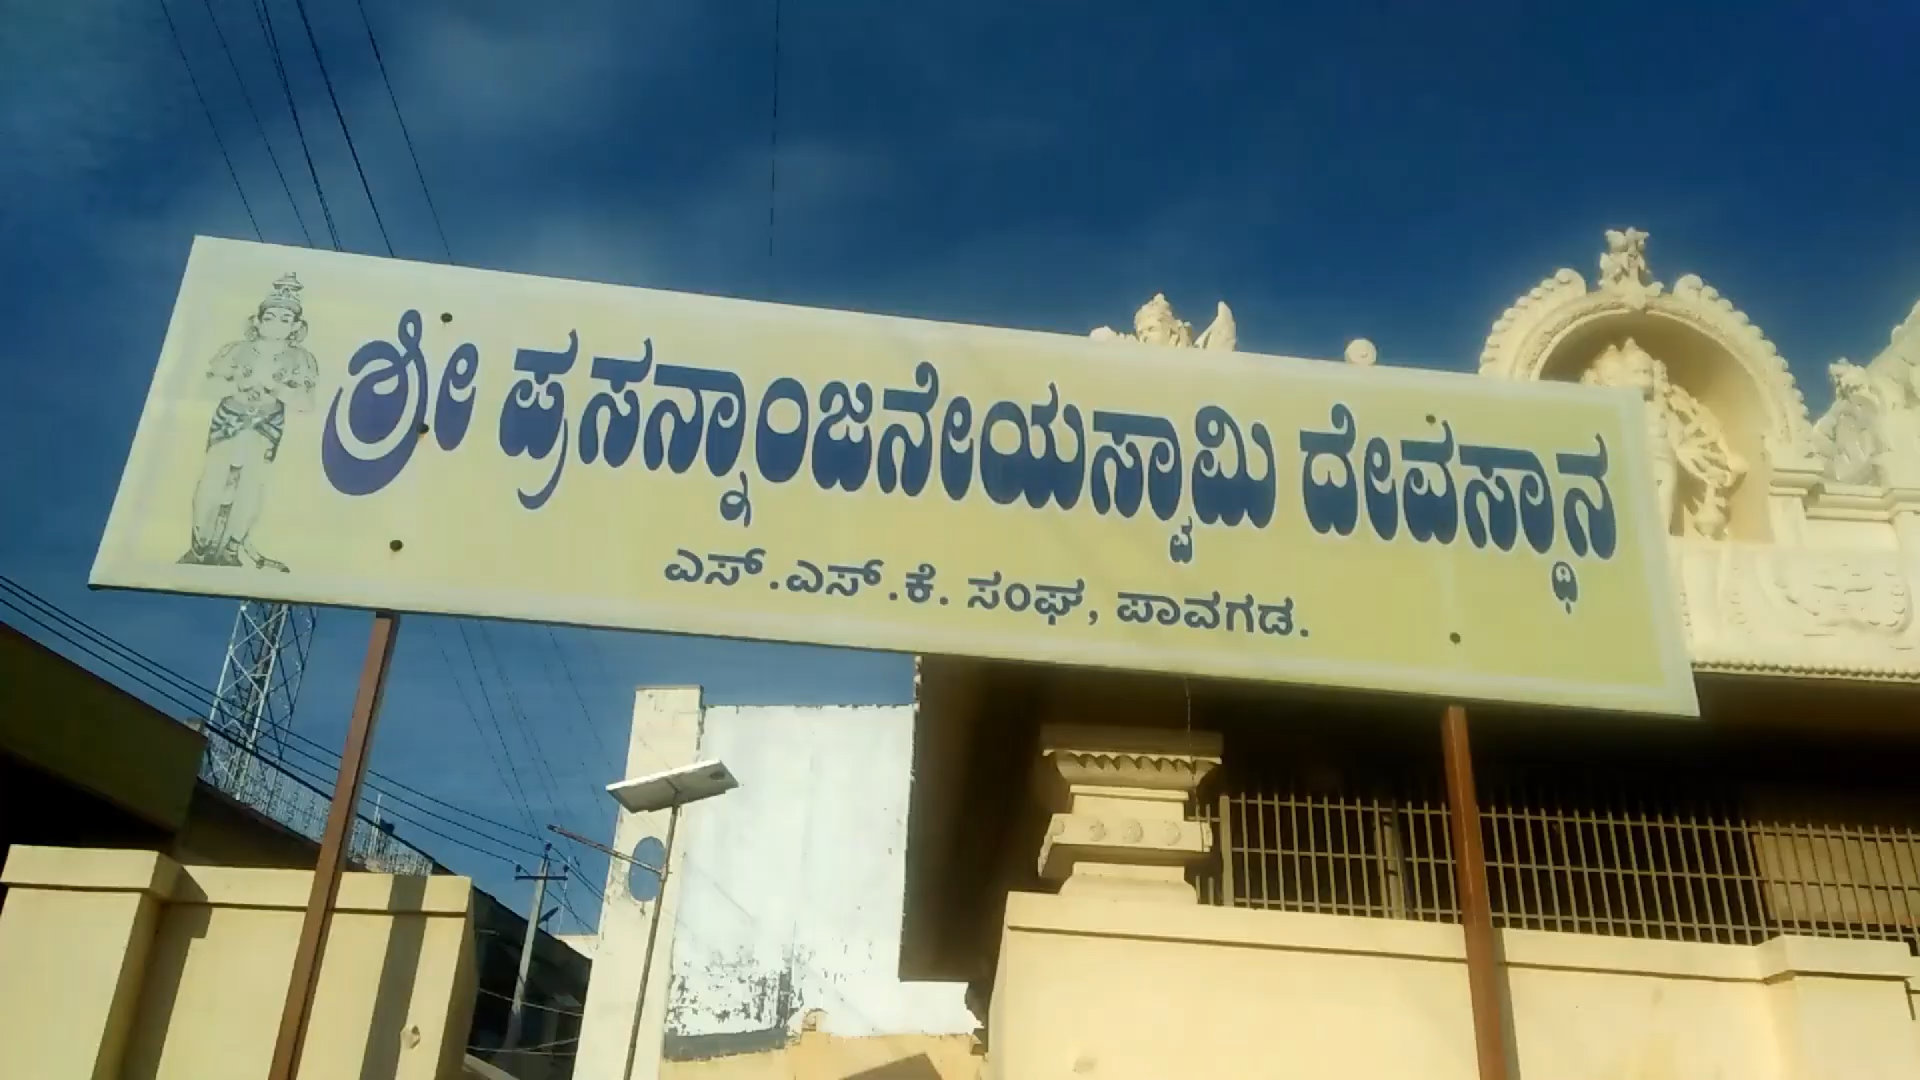 ಶ್ರೀ ಪ್ರಸನ್ನಾಂಜನೇಯಸ್ವಾಮಿ ದೇವಸ್ಥಾನ
ಎಸ್.ಎಸ್.ಕೆ. ಸಂಘ, ಪಾವಗಡ.